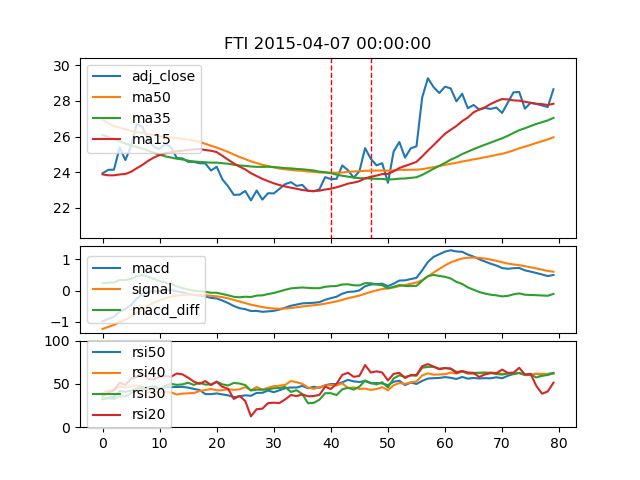 FTI 2015-04-07 00:00:00
30
28
26
24
22
adj_close
ma50
ma35
ma15
1
0
−1
macd
signal
macd_diff
100
50
0
rsi50
rsi40
rsi30
rsi20
0 10 20 30 40 50 60 70 80